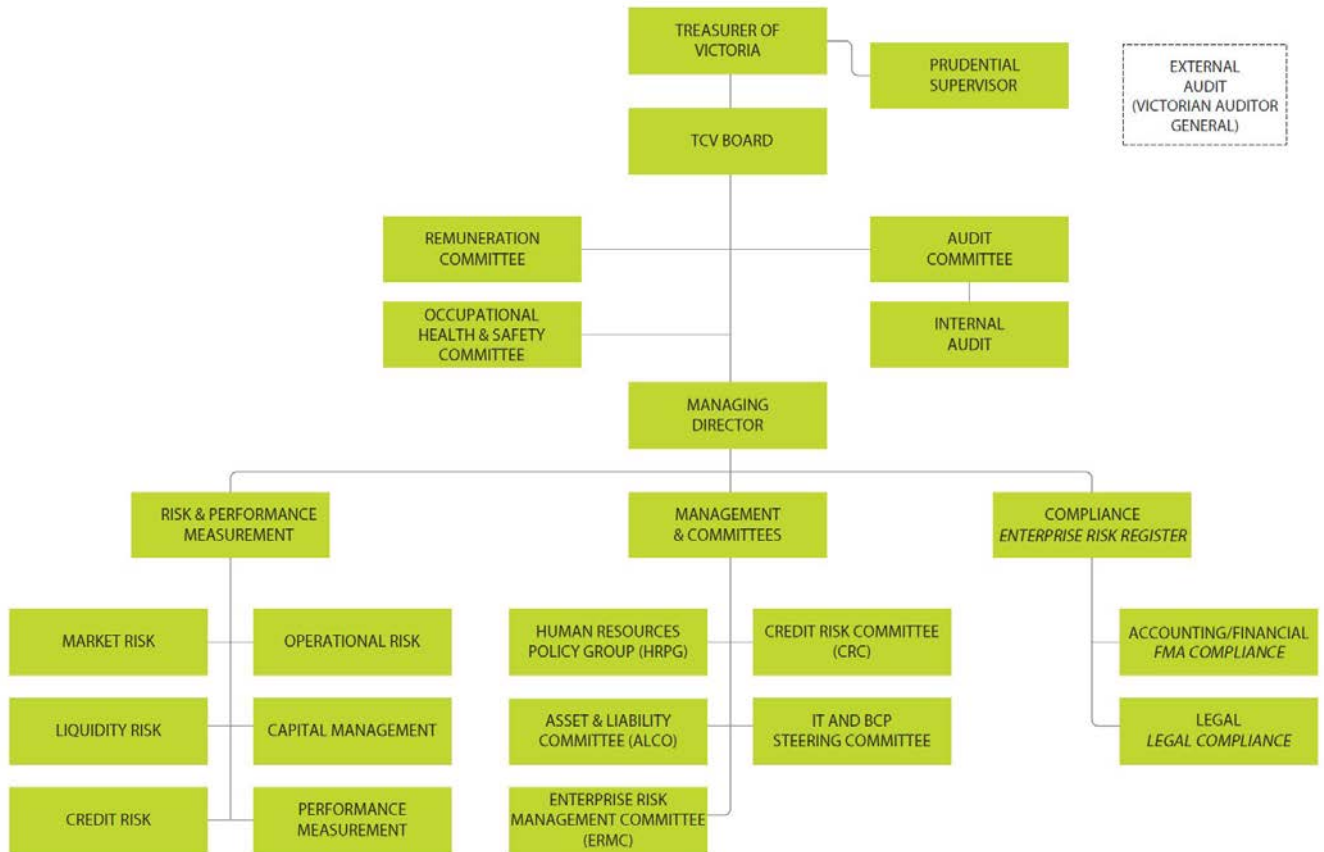 TREASURER OF
VICTORIA
PRUDENTIAL
SUPERVISOR
EXTERNAL
AUDIT
(VICTORIAN AUDITOR
GENERAL)
TCV BOARD
REMUNERATION
COMMITTEE
AUDIT
COMMITTEE
OCCUPATIONAL
HEALTH & SAFETY
COMMITTEE
INTERNAL
AUDIT
MANAGING
DIRECTOR
RISK & PERFORMANCE
MEASUREMENT
MANAGEMENT
& COMMITTEES
COMPLIANCE
ENTERPRISE RISK REGISTER
MARKET RISK
OPERATIONAL RISK
HUMAN RESOURCES
POLICY GROUP (HRPG)
CREDIT RISK COMMITTEE
(CRC)
ACCOUNTING/FINANCIAL
FMA COMPLIANCE
LIQUIDITY RISK
CAPITAL MANAGEMENT
ASSET & LIABILITY
COMMITTEE (ALCO)
IT AND BCP
STEERING COMMITTEE
LEGAL
LEGAL COMPLIANCE
CREDIT RISK
PERFORMANCE
MEASUREMENT
ENTERPRISE RISK
MANAGEMENT COMMITTEE
(ERMC)